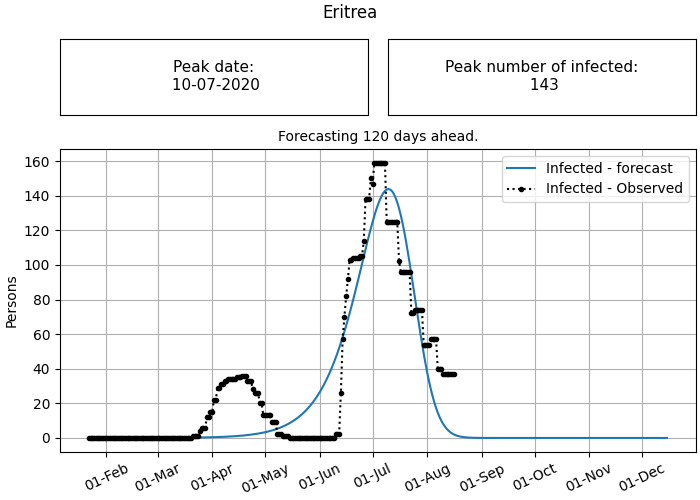 Eritrea
Peak date:
10-07-2020
Peak number of infected:
143
Forecasting 120 days ahead.
Infected - forecast
Infected - Observed
Persons
160
140
120
100
80
60
40
20
0
01-Feb
01-Mar
01-Apr
01-May
01-Jun
01-Jul
01-Aug
01-Sep
01-Oct
01-Nov
01-Dec